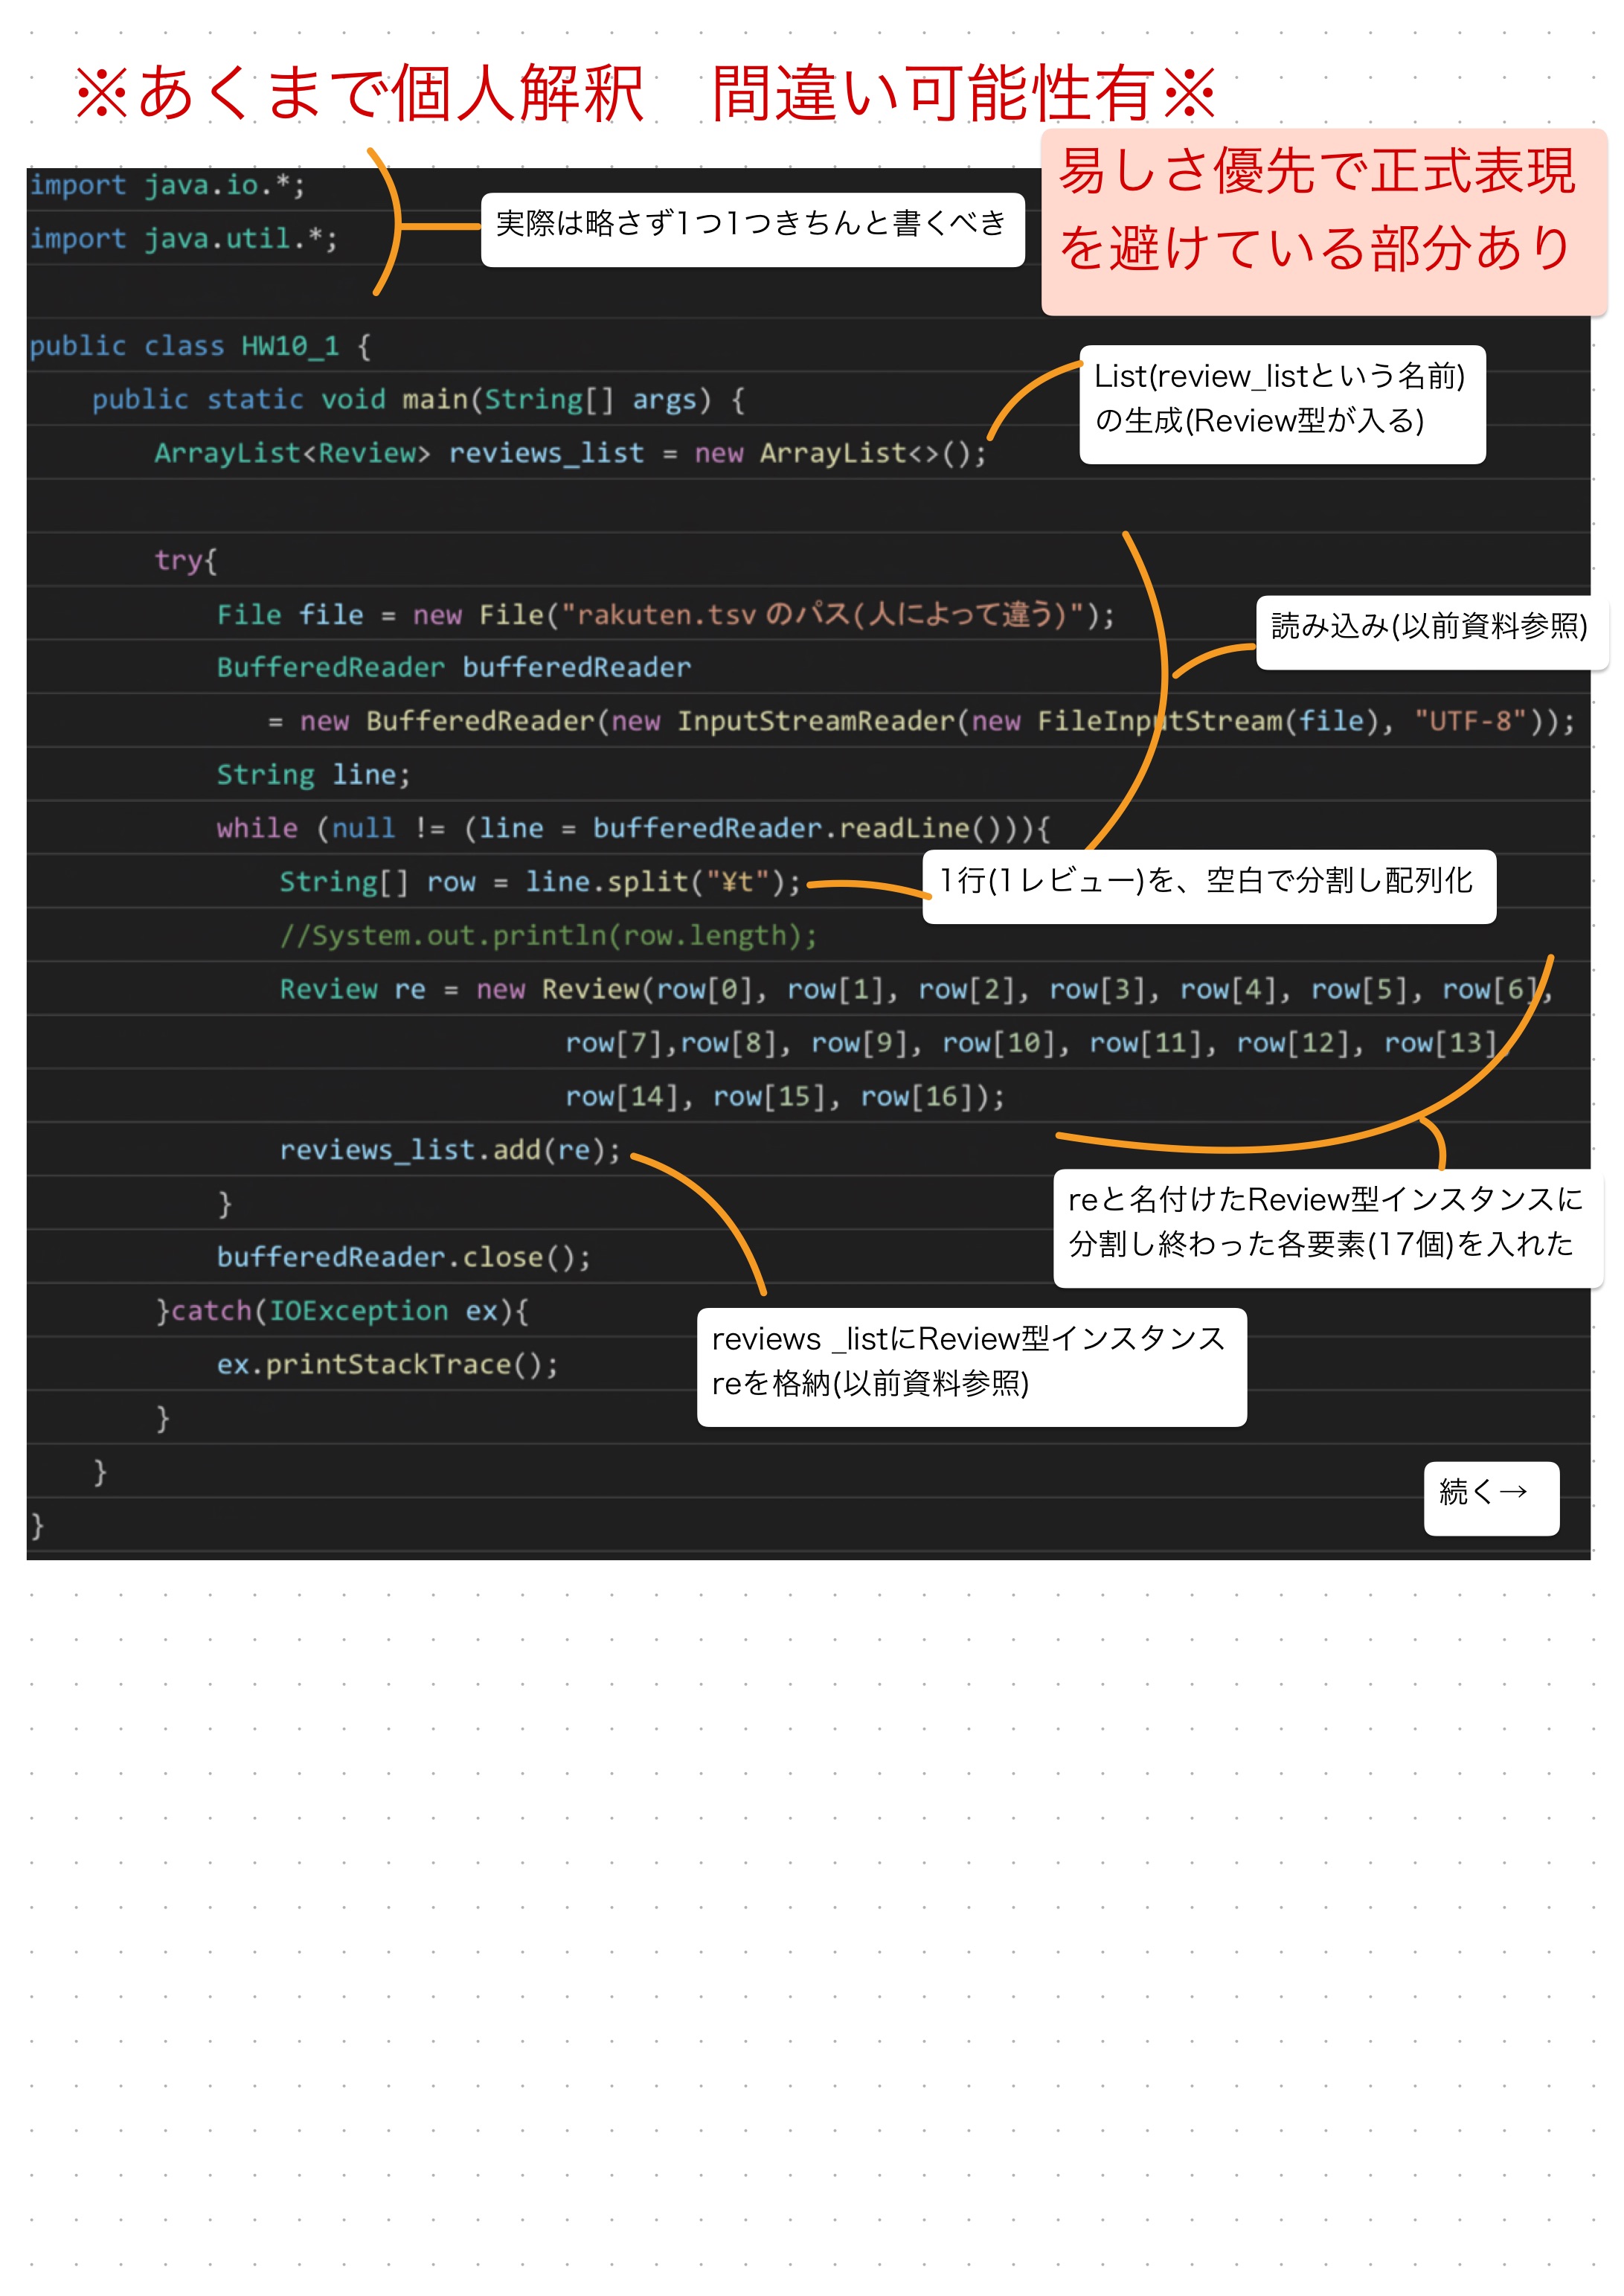 ※あくまで個人解釈　間違い可能性有※
易しさ優先で正式表現
を避けている部分あり
import java.io.*;
import java.util.*;
実際は略さず1つ1つきちんと書くべき
public class HW10_1 {
public static void main(String[] args) {
ArrayList<Review> reviews_list = new ArrayList<>();
List(review_listという名前)
の生成(Review型が入る)
try{
File file = new File("rakuten.tsv のパス(人によって違う)");
BufferedReader bufferedReader
= new BufferedReader(new InputStreamReader(new FileInputStream(file), "UTF-8"));
読み込み(以前資料参照)
String line;
while (null != (line = bufferedReader.readLine())){
String[] row = line.split("¥t");
1行(1レビュー)を、空白で分割し配列化
//System.out.println(row.length);
Review re = new Review(row[0], row[1], row[2], row[3], row[4], row[5], row[6],
row[7],row[8], row[9], row[10], row[11], row[12], row[13],
row[14], row[15], row[16]);
reと名付けたReview型インスタンスに
分割し終わった各要素(17個)を入れた
reviews_list.add(re);
reviews _listにReview型インスタンス
reを格納(以前資料参照)
}
bufferedReader.close();
}catch(IOException ex){
ex.printStackTrace();
}
}
}
続く→